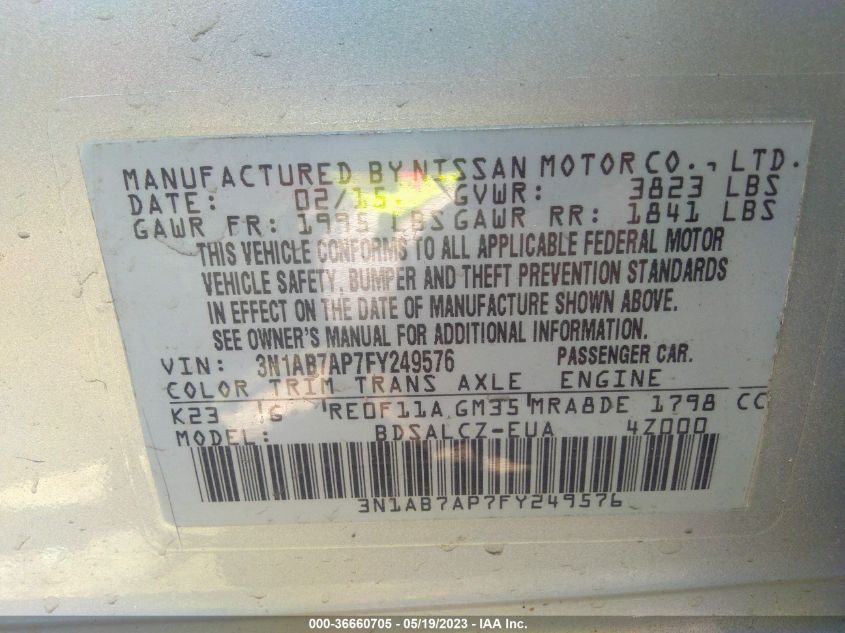 MANUFACTURED BY NISSAN MOTOR CO., LTD.
DATE: 02/15. GVWR: 3823 LBS
GAWR FR: 1995 LBS GAWR RR: 1841 LBS
THIS VEHICLE CONFORMS TO ALL APPLICABLE FEDERAL MOTOR
VEHICLE SAFETY, BUMPER AND THEFT PREVENTION STANDARDS
IN EFFECT ON THE DATE OF MANUFACTURE SHOWN ABOVE.
SEE OWNER'S MANUAL FOR ADDITIONAL INFORMATION.
VIN: 3N1AB7AP7FY249576 PASSENGER CAR.
COLOR TRIM TRANS AXLE ENGINE
K23 G RE0F11A GM35 MRA8DE 1798 CC
MODEL: BDSALCZ-EUA 4Z000
3N1AB7AP7FY249576
000-36660705 - 05/19/2023 - IAA Inc.